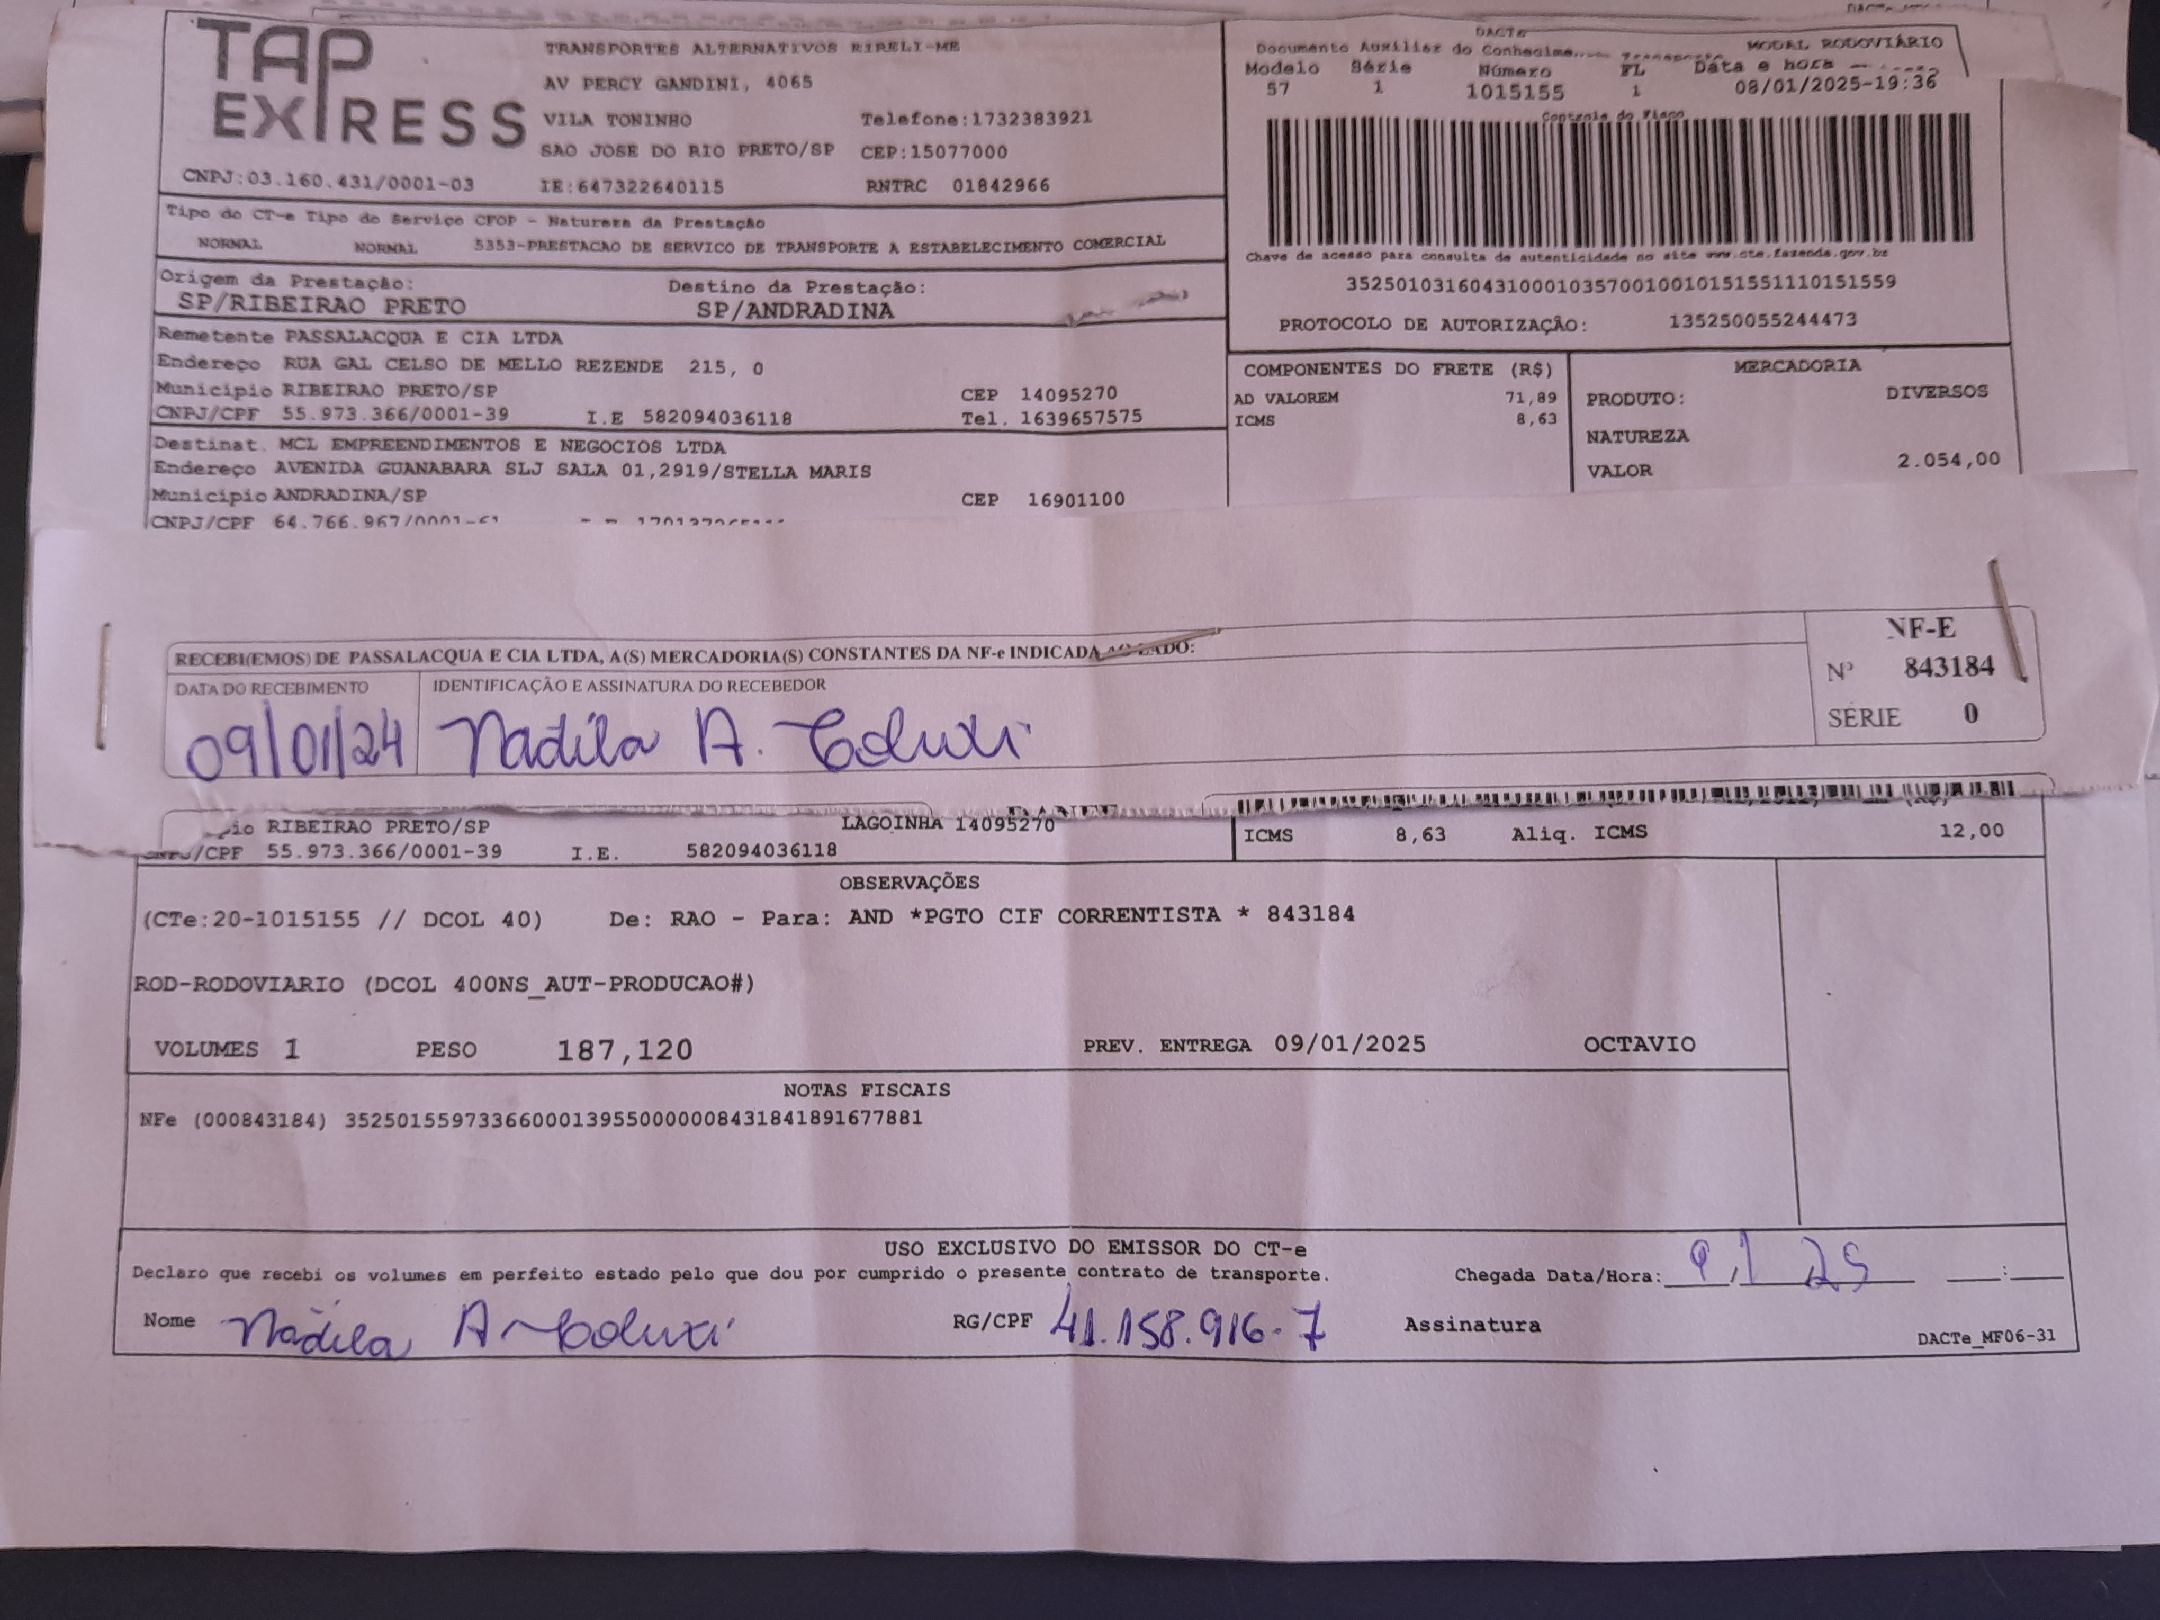 TAP EXPRESS
TRANSPORTES ALTERNATIVOS EIRELI-ME
AV PERCY GANDINI, 4065
VILA TONINHO Telefone:1732383921
SAO JOSE DO RIO PRETO/SP CEP:15077000
CNPJ:03.160.431/0001-03 IE:647322640115 RNTRC 01842966
DACTe
Documento Auxiliar do MODAL RODOVIÁRIO
Modelo Série Número FL Data e hora
57 1 1015155 1 08/01/2025-19:36
Controle do Fisco
Chave de acesso para consulta de autenticidade no site www.cte.fazenda.gov.br
35250103160431000103570010010151551110151559
PROTOCOLO DE AUTORIZAÇÃO: 135250055244473
Tipo do CT-e Tipo do Serviço CFOP - Natureza da Prestação
NORMAL NORMAL 5353-PRESTACAO DE SERVICO DE TRANSPORTE A ESTABELECIMENTO COMERCIAL
Origem da Prestação: Destino da Prestação:
SP/RIBEIRAO PRETO SP/ANDRADINA
Remetente PASSALACQUA E CIA LTDA
Endereço RUA GAL CELSO DE MELLO REZENDE 215, 0
Municipio RIBEIRAO PRETO/SP CEP 14095270
CNPJ/CPF 55.973.366/0001-39 I.E 582094036118 Tel. 1639657575
Destinat. MCL EMPREENDIMENTOS E NEGOCIOS LTDA
Endereço AVENIDA GUANABARA SLJ SALA 01,2919/STELLA MARIS
Municipio ANDRADINA/SP CEP 16901100
CNPJ/CPF 64.766.967/0001-61
COMPONENTES DO FRETE (R$)
AD VALOREM 71,89
ICMS 8,63
MERCADORIA
PRODUTO: DIVERSOS
NATUREZA
VALOR 2.054,00
RECEBI(EMOS) DE PASSALACQUA E CIA LTDA, A(S) MERCADORIA(S) CONSTANTES DA NF-e INDICADA AO LADO:
DATA DO RECEBIMENTO IDENTIFICAÇÃO E ASSINATURA DO RECEBEDOR
09/01/24 Nadila A.
NF-E
Nº 843184
SÉRIE 0
RIBEIRAO PRETO/SP LAGOINHA 14095270
/CPF 55.973.366/0001-39 I.E. 582094036118
ICMS 8,63 Aliq. ICMS 12,00
OBSERVAÇÕES
(CTe:20-1015155 // DCOL 40) De: RAO - Para: AND *PGTO CIF CORRENTISTA * 843184
ROD-RODOVIARIO (DCOL 400NS_AUT-PRODUCAO#)
VOLUMES 1 PESO 187,120 PREV. ENTREGA 09/01/2025 OCTAVIO
NOTAS FISCAIS
NFe (000843184) 35250155973366000139550000008431841891677881
USO EXCLUSIVO DO EMISSOR DO CT-e
Declaro que recebi os volumes em perfeito estado pelo que dou por cumprido o presente contrato de transporte. Chegada Data/Hora: 9/1 25
Nome Nadila A RG/CPF 41.158.916-7 Assinatura
DACTe_MF06-31